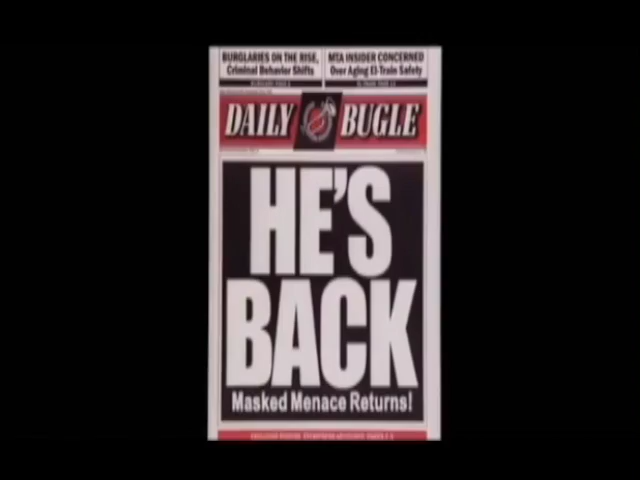 BURGLARIES ON THE RISE,
Criminal Behavior Shifts
MTA INSIDER CONCERNED
Over Aging El-Train Safety
DAILY BUGLE
HE'S
BACK
Masked Menace Returns!